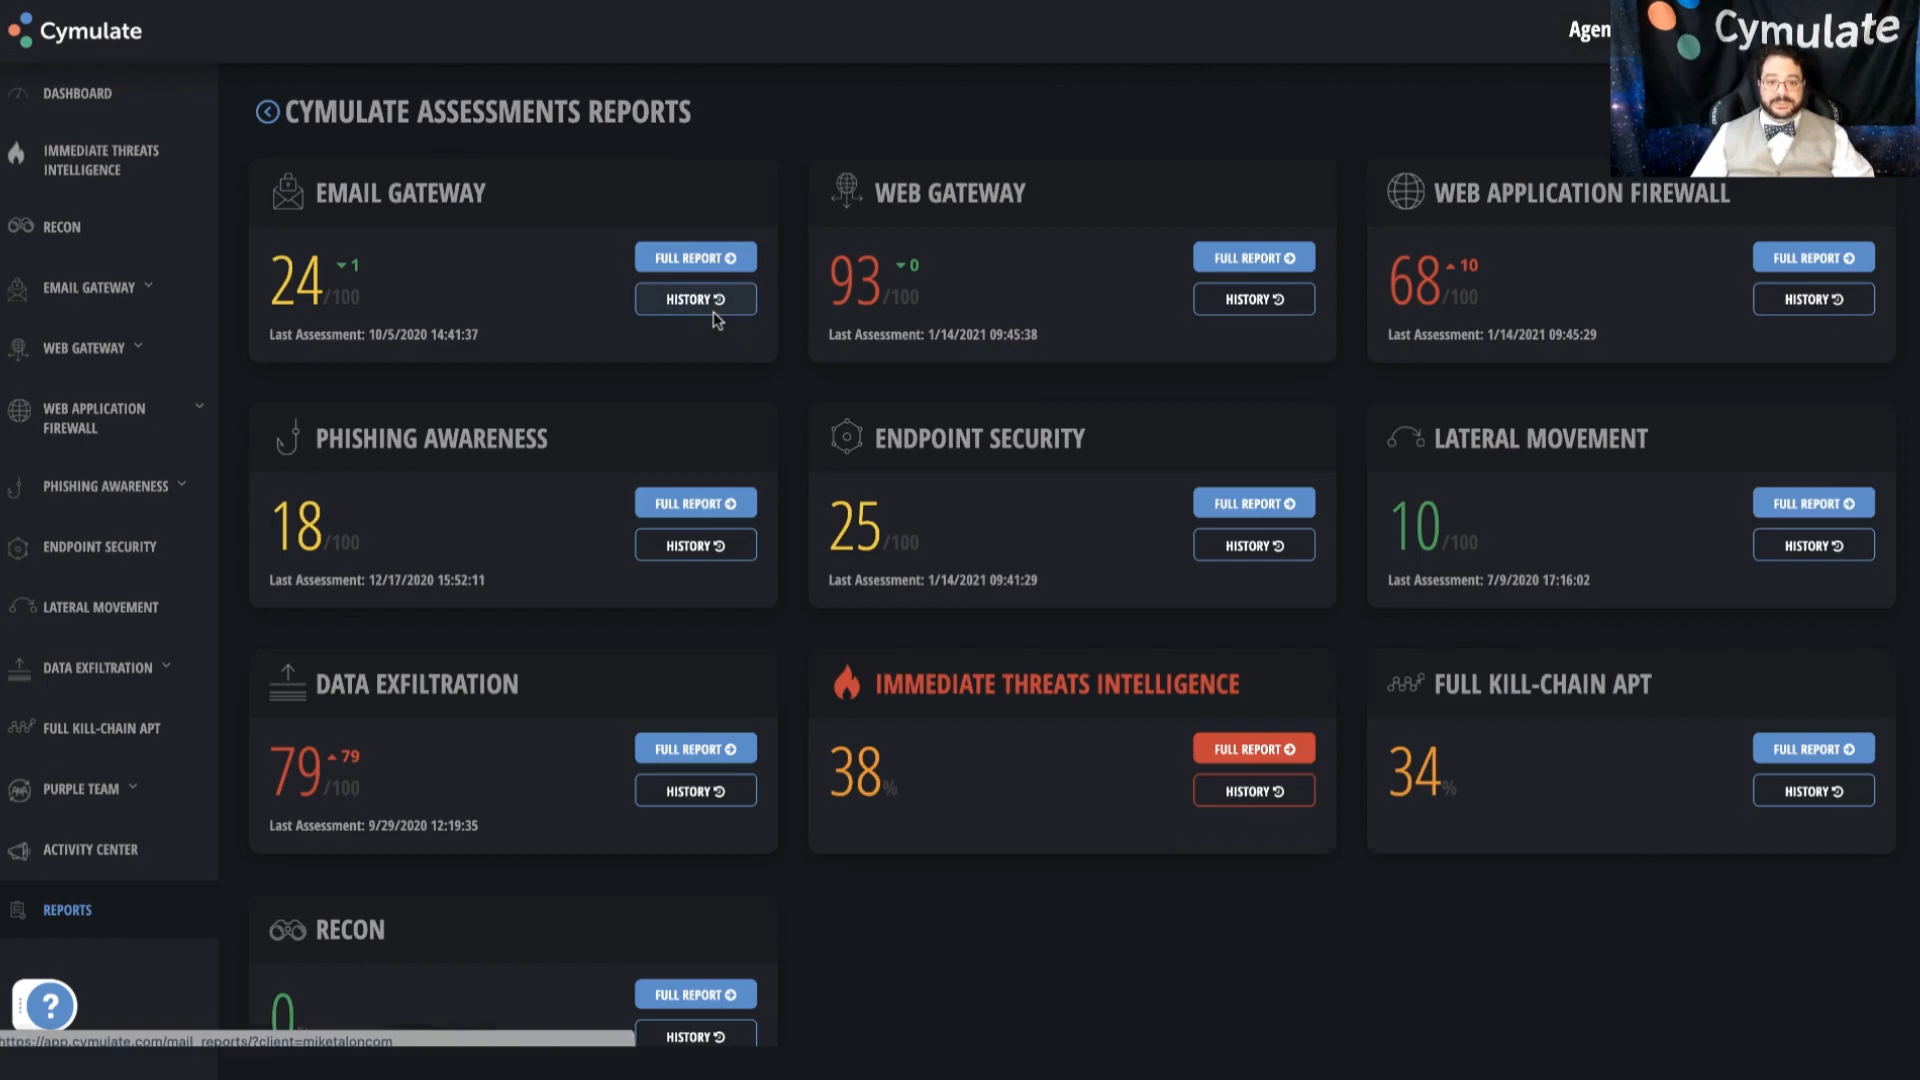 Cymulate
Agen
Cymulate
DASHBOARD
IMMEDIATE THREATS
INTELLIGENCE
RECON
EMAIL GATEWAY
WEB GATEWAY
WEB APPLICATION
FIREWALL
PHISHING AWARENESS
ENDPOINT SECURITY
LATERAL MOVEMENT
DATA EXFILTRATION
FULL KILL-CHAIN APT
PURPLE TEAM
ACTIVITY CENTER
REPORTS
?
CYMULATE ASSESSMENTS REPORTS
EMAIL GATEWAY
24/100 1
FULL REPORT
HISTORY
Last Assessment: 10/5/2020 14:41:37
WEB GATEWAY
93/100 0
FULL REPORT
HISTORY
Last Assessment: 1/14/2021 09:45:38
WEB APPLICATION FIREWALL
68/100 10
FULL REPORT
HISTORY
Last Assessment: 1/14/2021 09:45:29
PHISHING AWARENESS
18/100
FULL REPORT
HISTORY
Last Assessment: 12/17/2020 15:52:11
ENDPOINT SECURITY
25/100
FULL REPORT
HISTORY
Last Assessment: 1/14/2021 09:41:29
LATERAL MOVEMENT
10/100
FULL REPORT
HISTORY
Last Assessment: 7/9/2020 17:16:02
DATA EXFILTRATION
79/100 79
FULL REPORT
HISTORY
Last Assessment: 9/29/2020 12:19:35
IMMEDIATE THREATS INTELLIGENCE
38%
FULL REPORT
HISTORY
FULL KILL-CHAIN APT
34%
FULL REPORT
HISTORY
RECON
0
FULL REPORT
HISTORY
https://app.cymulate.com/mail_reports/?client=miketaloncom